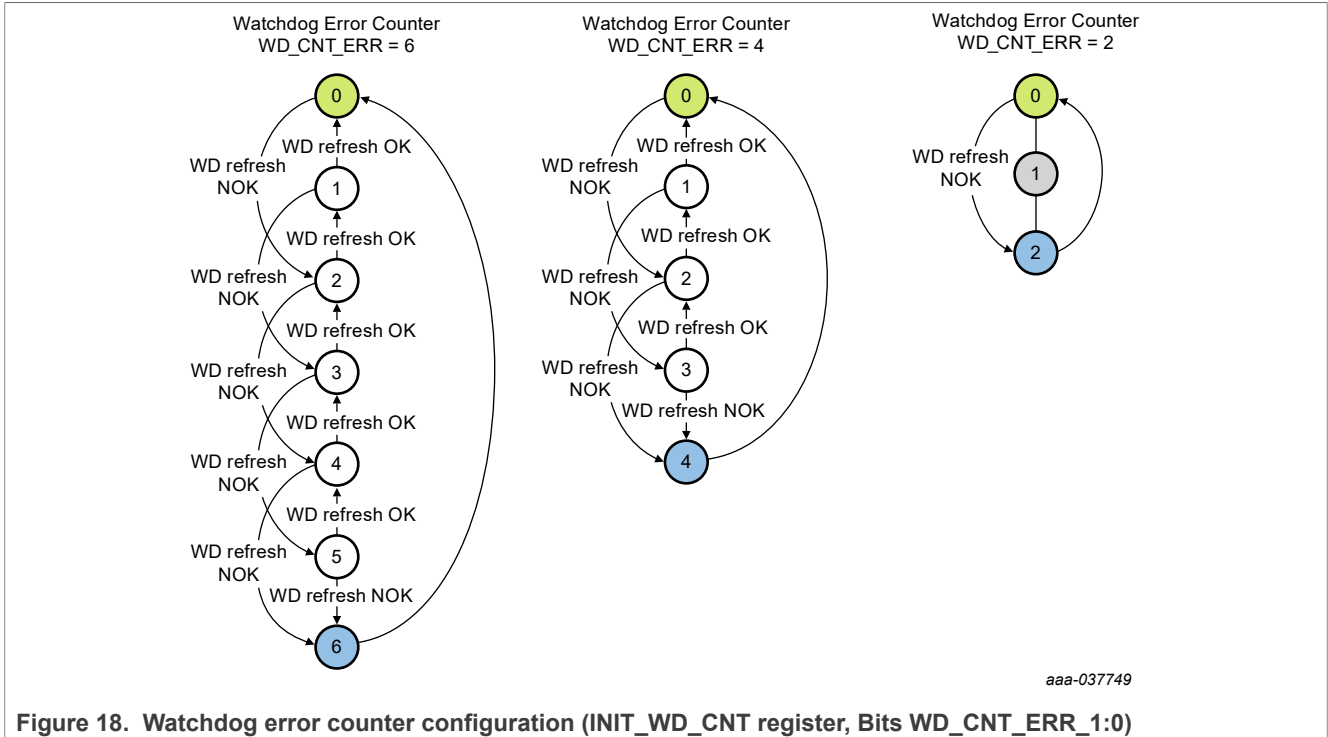 Watchdog Error Counter
WD_CNT_ERR = 6
0
WD refresh OK
WD refresh
NOK
1
WD refresh OK
WD refresh
NOK
2
WD refresh OK
WD refresh
NOK
3
WD refresh OK
WD refresh
NOK
4
WD refresh OK
WD refresh
NOK
5
WD refresh NOK
6
Watchdog Error Counter
WD_CNT_ERR = 4
0
WD refresh OK
WD refresh
NOK
1
WD refresh OK
WD refresh
NOK
2
WD refresh OK
WD refresh
NOK
3
WD refresh NOK
4
Watchdog Error Counter
WD_CNT_ERR = 2
0
WD refresh
NOK
1
2
aaa-037749
Figure 18. Watchdog error counter configuration (INIT_WD_CNT register, Bits WD_CNT_ERR_1:0)